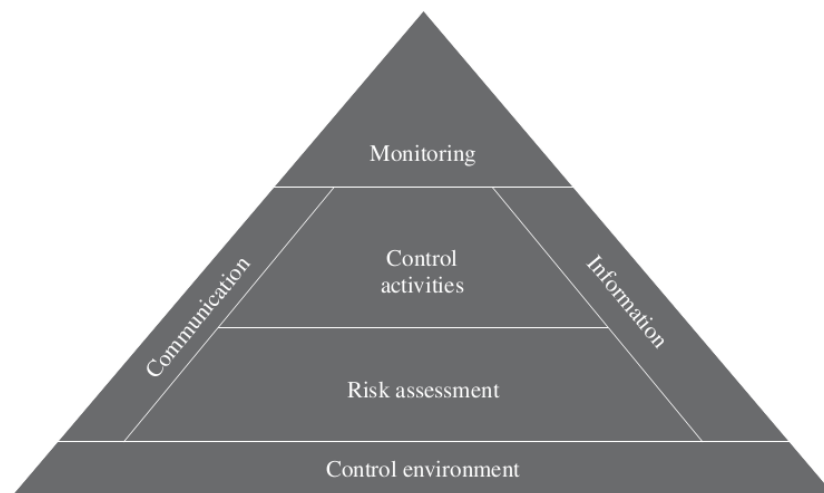 Monitoring
Control
activities
Communication
Information
Risk assessment
Control environment